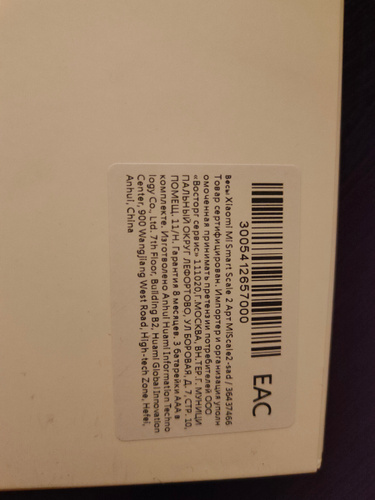 3005412657000
EAC
Весы Xiaomi Mi Smart Scale 2 Арт MiScale2-sad / 36437466
Товар сертифицирован. Импортер и организация уполн
омоченная принимать претензии потребителей ООО
«Восторг сервис» 111020, Г.МОСКВА, ВН.ТЕР.Г. МУНИЦИ
ПАЛЬНЫЙ ОКРУГ ЛЕФОРТОВО, УЛ БОРОВАЯ, Д. 7, СТР. 10,
ПОМЕЩ. 11/Н. Гарантия 8 месяцев. 3 батарейки ААА в
комплекте. Изготовлено Anhui Huami Information Techno
logy Co., Ltd. 7th Floor, Building B2, Huami Global Innovation
Center, 900 Wangjiang West Road, High-tech Zone, Hefei,
Anhui, China